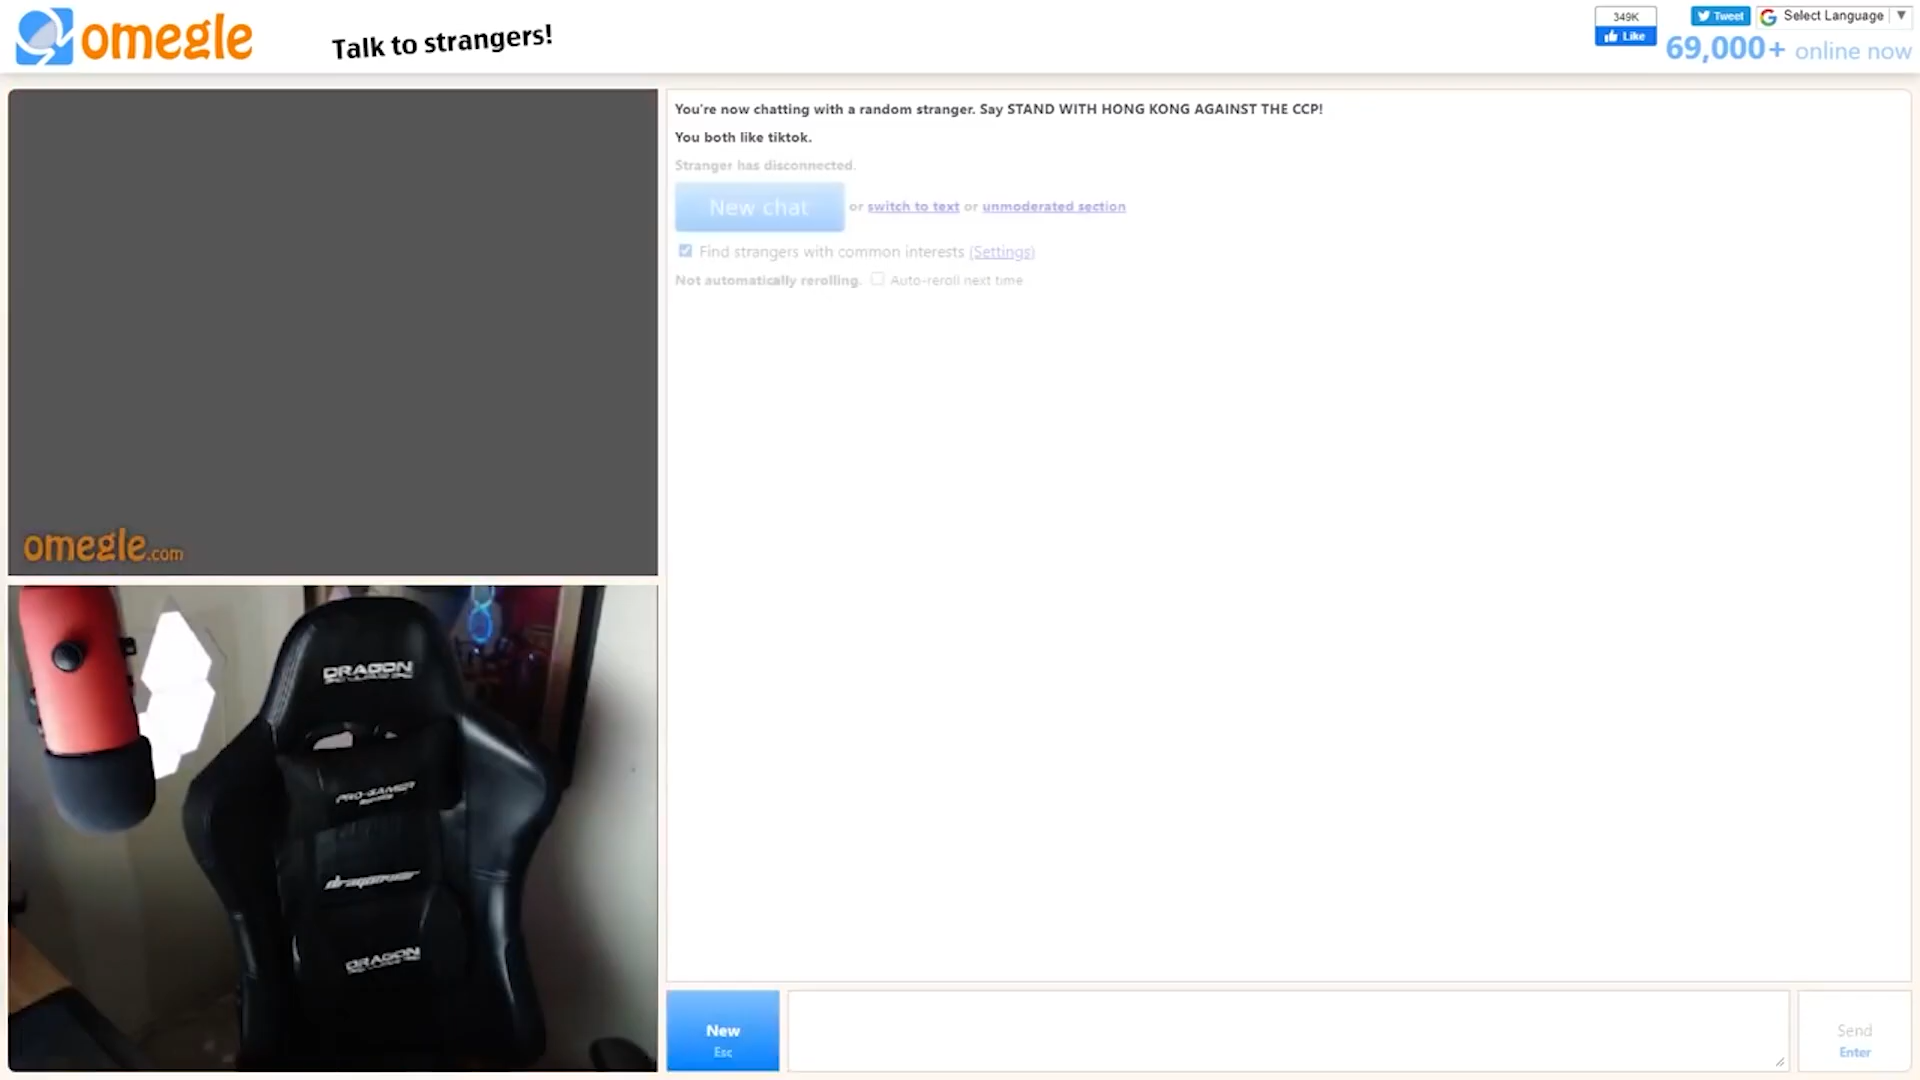 omegle
Talk to strangers!
349K
Like
Tweet
Select Language ▼
69,000+ online now
You're now chatting with a random stranger. Say STAND WITH HONG KONG AGAINST THE CCP!
You both like tiktok.
Stranger has disconnected.
New chat or switch to text or unmoderated section
Find strangers with common interests (Settings)
Not automatically rerolling. Auto-reroll next time
omegle.com
DRAGON
PRO-GAMER
dragonwar
DRAGON
New
Esc
Send
Enter